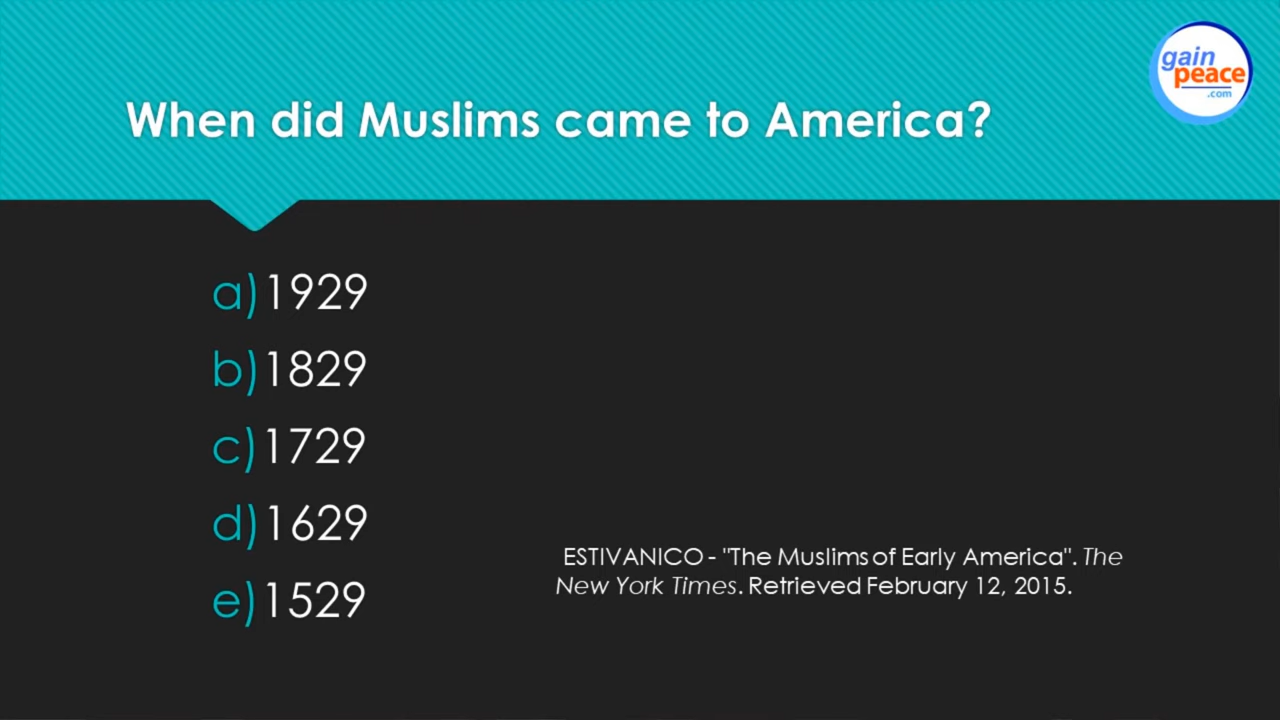 gain
peace
.com
When did Muslims came to America?
a) 1929
b) 1829
c) 1729
d) 1629
e) 1529
ESTIVANICO - "The Muslims of Early America". The
New York Times. Retrieved February 12, 2015.